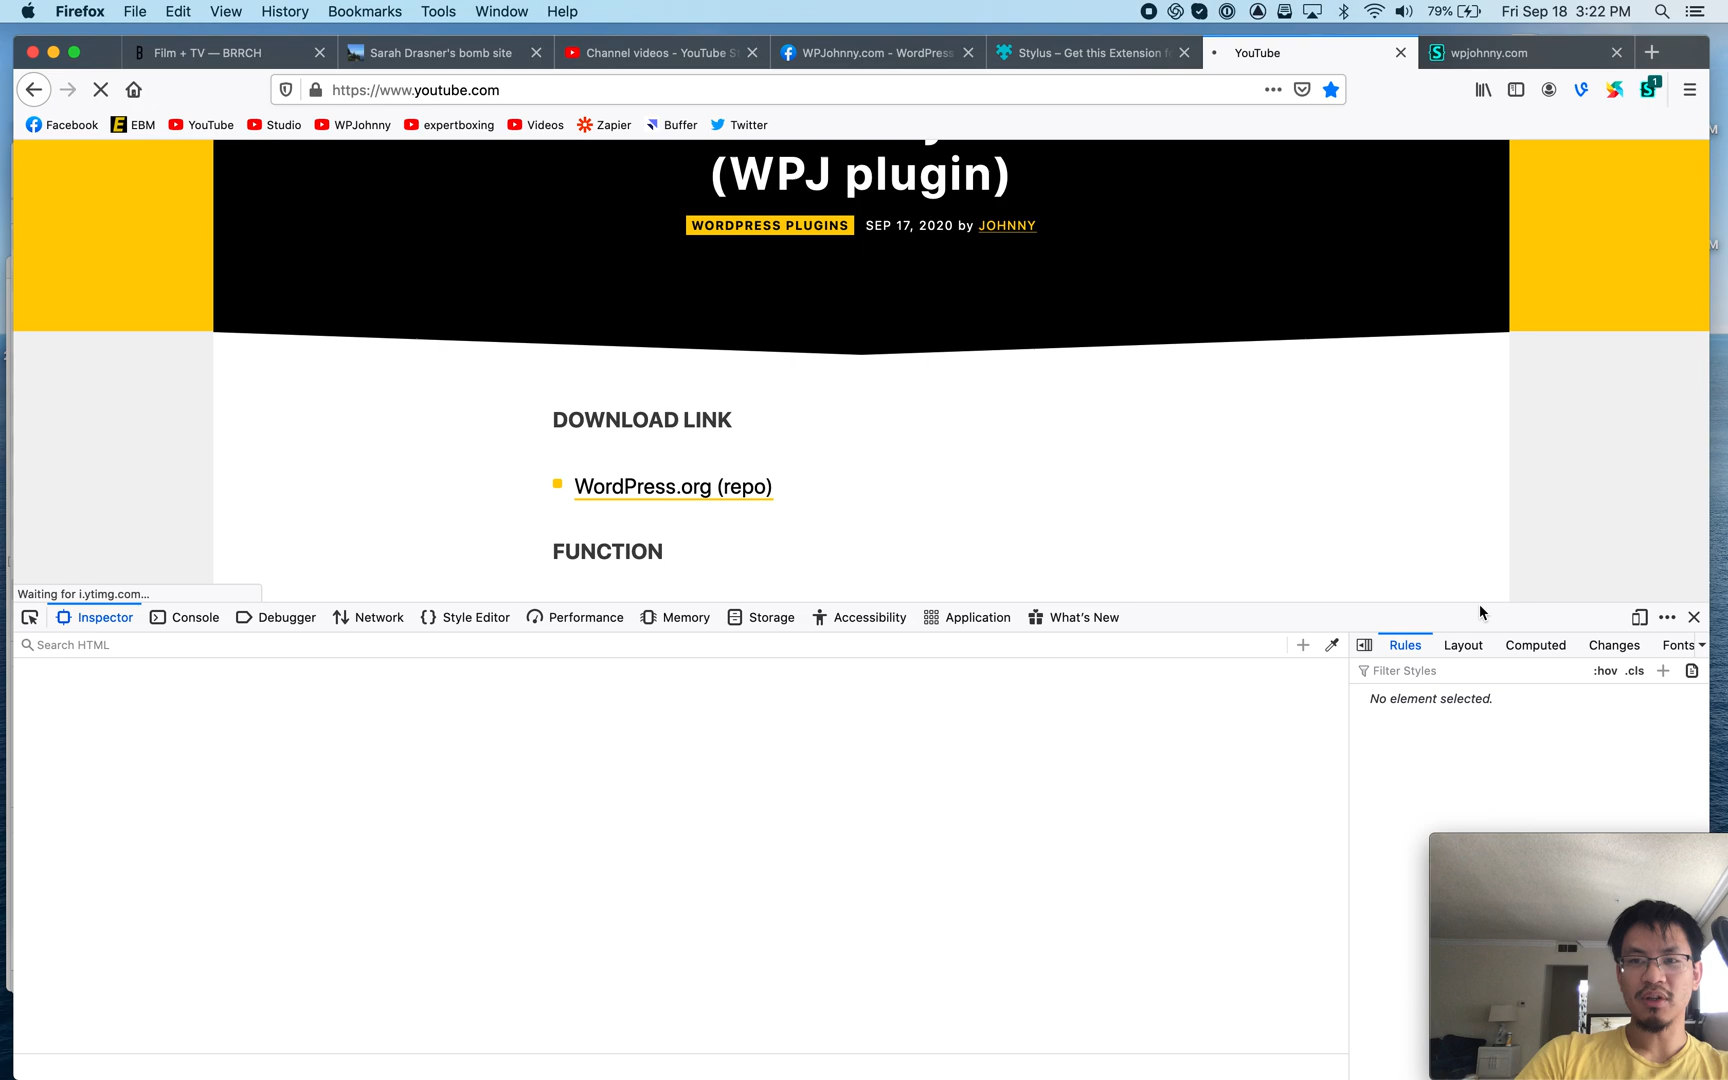 Firefox File Edit View History Bookmarks Tools Window Help 79% Fri Sep 18 3:22 PM
Film + TV — BRRCH Sarah Drasner's bomb site Channel videos - YouTube S WPJohnny.com - WordPress Stylus – Get this Extension fo YouTube wpjohnny.com
https://www.youtube.com 1
Facebook EBM YouTube Studio WPJohnny expertboxing Videos Zapier Buffer Twitter
(WPJ plugin)
WORDPRESS PLUGINS SEP 17, 2020 by JOHNNY
DOWNLOAD LINK
WordPress.org (repo)
FUNCTION
Waiting for i.ytimg.com...
Inspector Console Debugger Network Style Editor Performance Memory Storage Accessibility Application What's New
Search HTML Rules Layout Computed Changes Fonts
Filter Styles :hov .cls
No element selected.